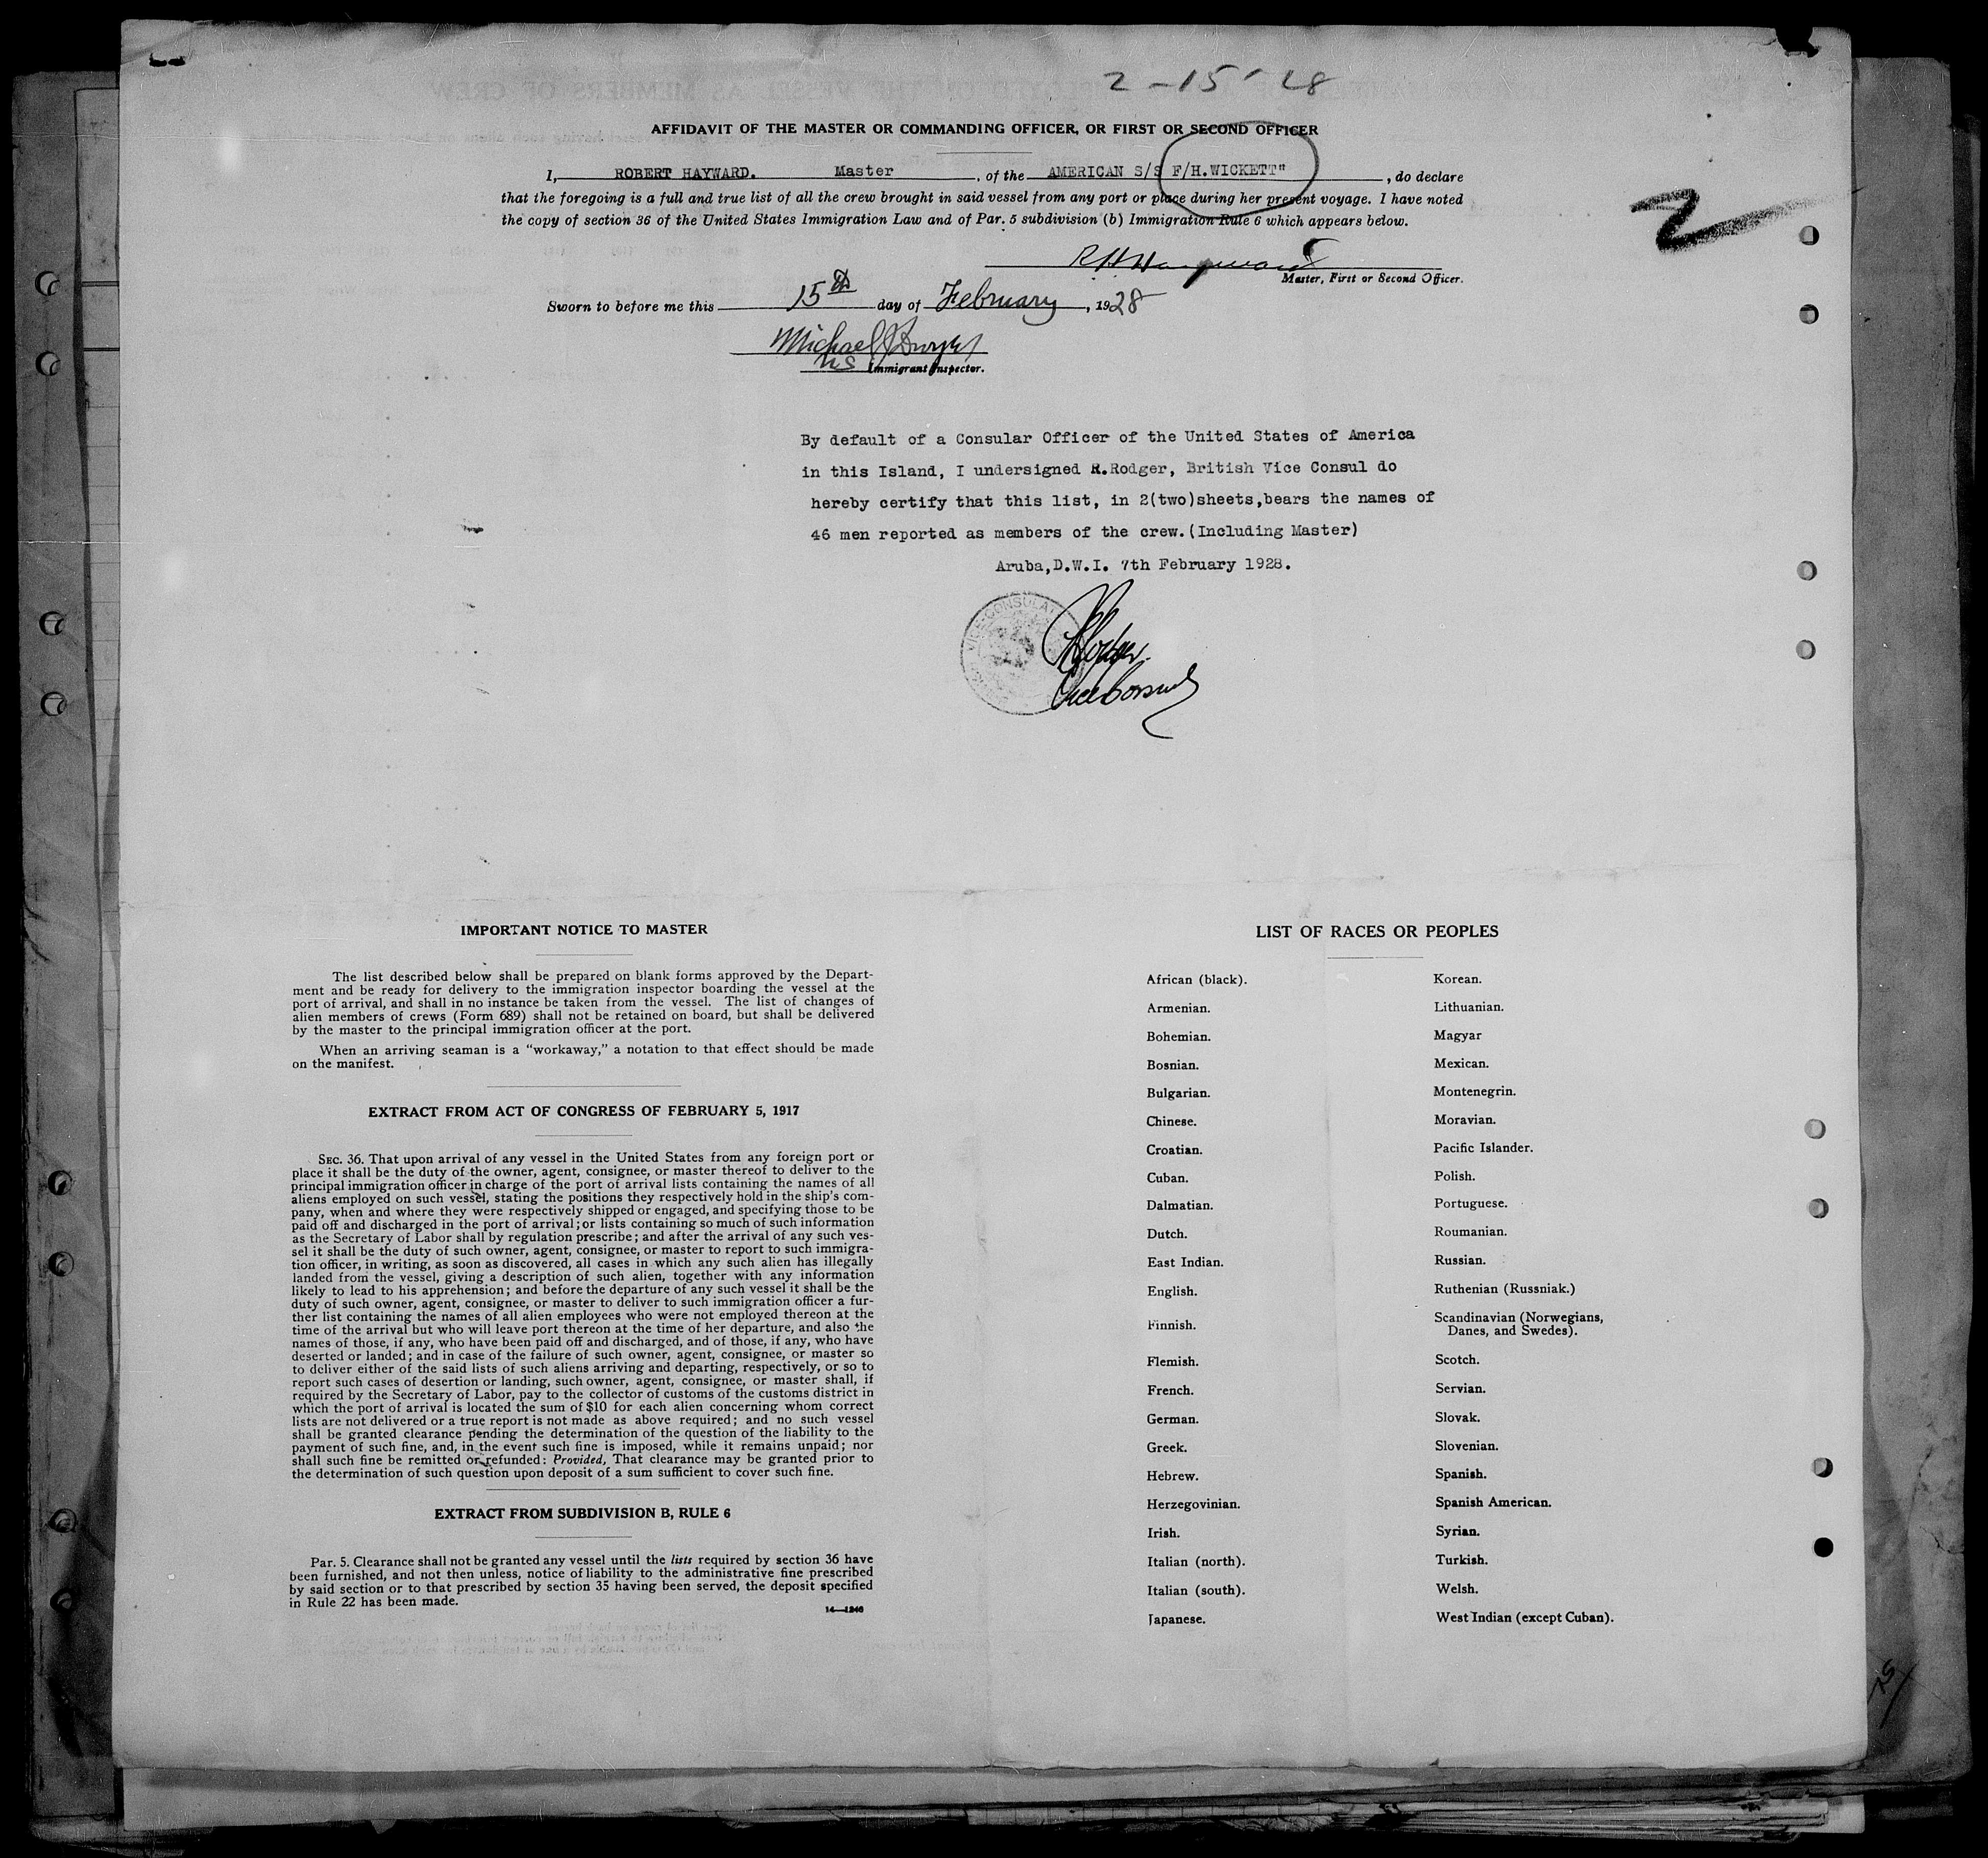 2-15-28
AFFIDAVIT OF THE MASTER OR COMMANDING OFFICER, OR FIRST OR SECOND OFFICER
I, ROBERT HAYWARD. Master, of the AMERICAN S/S F/H.WICKETT", do declare
that the foregoing is a full and true list of all the crew brought in said vessel from any port or place during her present voyage. I have noted
the copy of section 36 of the United States Immigration Law and of Par. 5 subdivision (b) Immigration Rule 6 which appears below.
2
R H Hayward
Master, First or Second Officer.
Sworn to before me this 15th day of February, 1928
Michael J
US Immigrant Inspector.
By default of a Consular Officer of the United States of America
in this Island, I undersigned R.Rodger, British Vice Consul do
hereby certify that this list, in 2(two)sheets,bears the names of
46 men reported as members of the crew.(Including Master)
Aruba,D.W.I. 7th February 1928.
VICE-CONSULAT
R Rodger.
Vice Consul
IMPORTANT NOTICE TO MASTER
The list described below shall be prepared on blank forms approved by the Depart-
ment and be ready for delivery to the immigration inspector boarding the vessel at the
port of arrival, and shall in no instance be taken from the vessel. The list of changes of
alien members of crews (Form 689) shall not be retained on board, but shall be delivered
by the master to the principal immigration officer at the port.
When an arriving seaman is a "workaway," a notation to that effect should be made
on the manifest.
EXTRACT FROM ACT OF CONGRESS OF FEBRUARY 5, 1917
SEC. 36. That upon arrival of any vessel in the United States from any foreign port or
place it shall be the duty of the owner, agent, consignee, or master thereof to deliver to the
principal immigration officer in charge of the port of arrival lists containing the names of all
aliens employed on such vessel, stating the positions they respectively hold in the ship's com-
pany, when and where they were respectively shipped or engaged, and specifying those to be
paid off and discharged in the port of arrival; or lists containing so much of such information
as the Secretary of Labor shall by regulation prescribe; and after the arrival of any such ves-
sel it shall be the duty of such owner, agent, consignee, or master to report to such immigra-
tion officer, in writing, as soon as discovered, all cases in which any such alien has illegally
landed from the vessel, giving a description of such alien, together with any information
likely to lead to his apprehension; and before the departure of any such vessel it shall be the
duty of such owner, agent, consignee, or master to deliver to such immigration officer a fur-
ther list containing the names of all alien employees who were not employed thereon at the
time of the arrival but who will leave port thereon at the time of her departure, and also the
names of those, if any, who have been paid off and discharged, and of those, if any, who have
deserted or landed; and in case of the failure of such owner, agent, consignee, or master so
to deliver either of the said lists of such aliens arriving and departing, respectively, or so to
report such cases of desertion or landing, such owner, agent, consignee, or master shall, if
required by the Secretary of Labor, pay to the collector of customs of the customs district in
which the port of arrival is located the sum of $10 for each alien concerning whom correct
lists are not delivered or a true report is not made as above required; and no such vessel
shall be granted clearance pending the determination of the question of the liability to the
payment of such fine, and, in the event such fine is imposed, while it remains unpaid; nor
shall such fine be remitted or refunded: Provided, That clearance may be granted prior to
the determination of such question upon deposit of a sum sufficient to cover such fine.
EXTRACT FROM SUBDIVISION B, RULE 6
Par. 5. Clearance shall not be granted any vessel until the lists required by section 36 have
been furnished, and not then unless, notice of liability to the administrative fine prescribed
by said section or to that prescribed by section 35 having been served, the deposit specified
in Rule 22 has been made.
14—1246
LIST OF RACES OR PEOPLES
African (black).
Armenian.
Bohemian.
Bosnian.
Bulgarian.
Chinese.
Croatian.
Cuban.
Dalmatian.
Dutch.
East Indian.
English.
Finnish.
Flemish.
French.
German.
Greek.
Hebrew.
Herzegovinian.
Irish.
Italian (north).
Italian (south).
Japanese.
Korean.
Lithuanian.
Magyar
Mexican.
Montenegrin.
Moravian.
Pacific Islander.
Polish.
Portuguese.
Roumanian.
Russian.
Ruthenian (Russniak.)
Scandinavian (Norwegians,
Danes, and Swedes).
Scotch.
Servian.
Slovak.
Slovenian.
Spanish.
Spanish American.
Syrian.
Turkish.
Welsh.
West Indian (except Cuban).